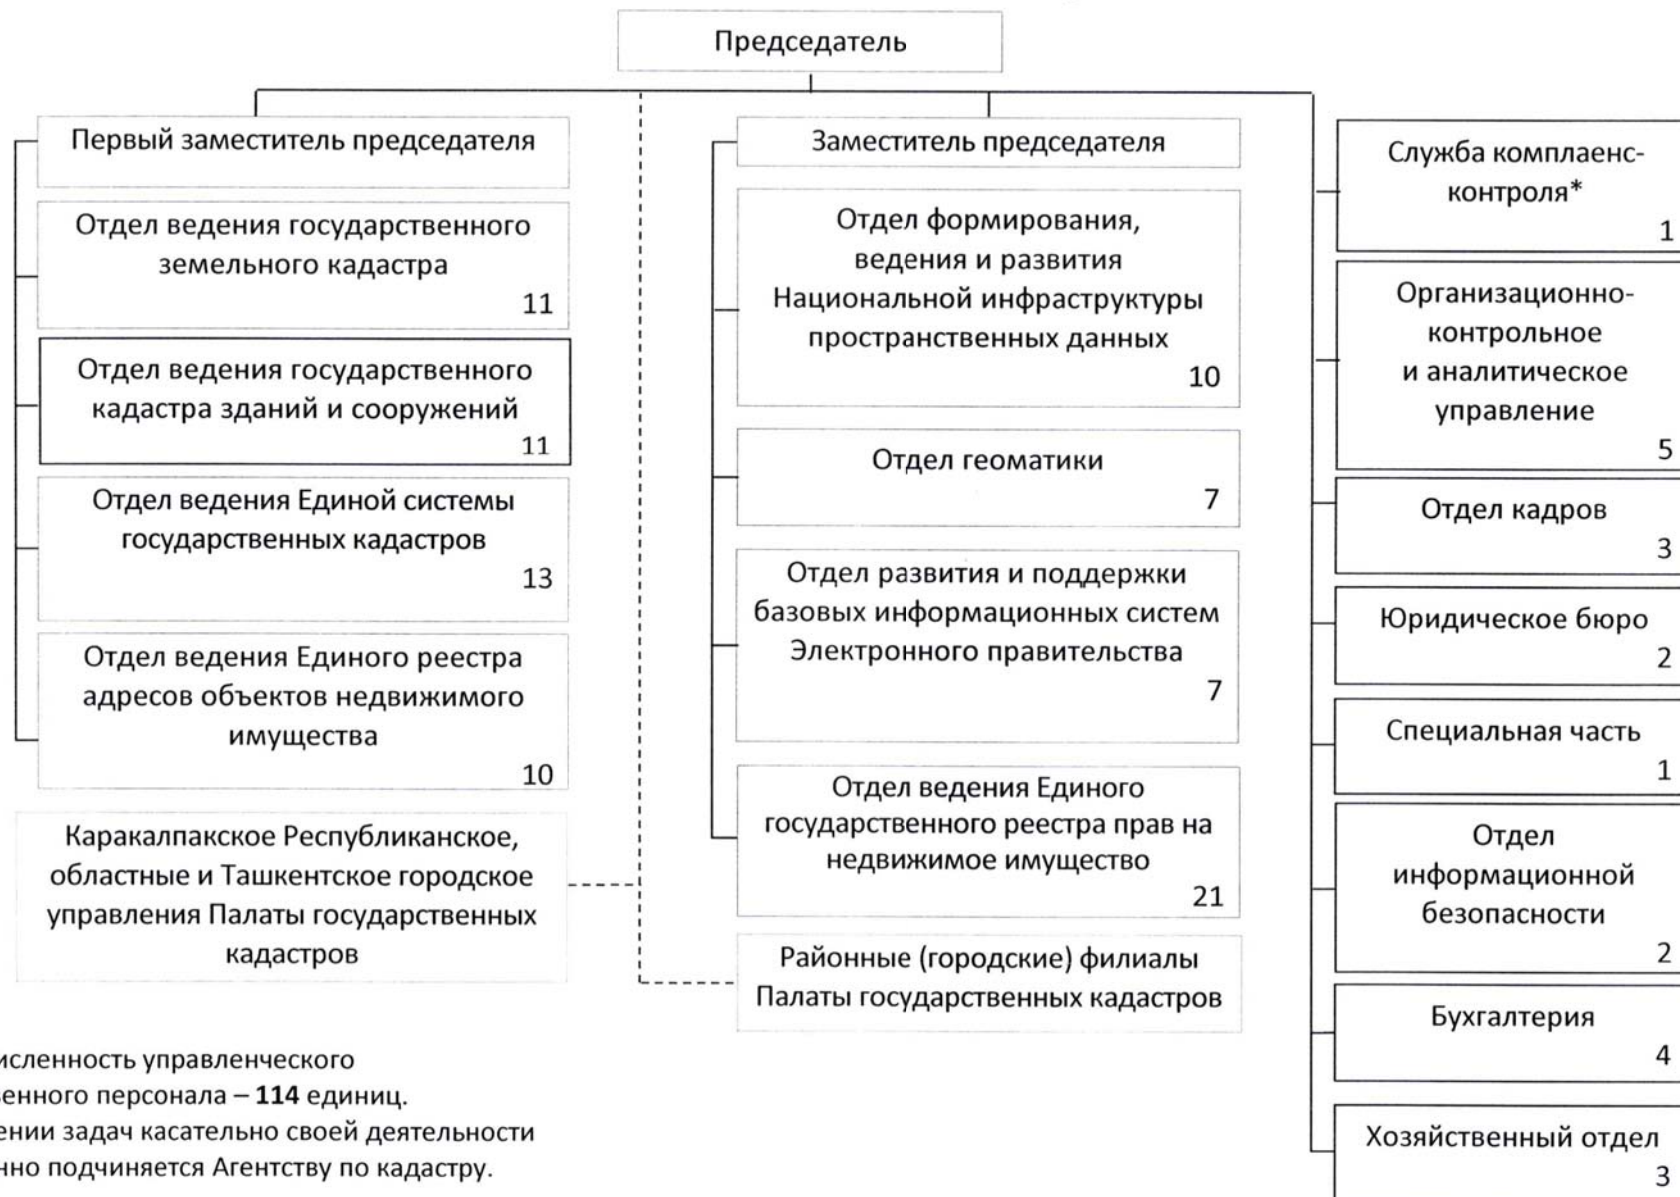 Председатель
Первый заместитель председателя
Отдел ведения государственного
земельного кадастра
11
Отдел ведения государственного
кадастра зданий и сооружений
11
Отдел ведения Единой системы
государственных кадастров
13
Отдел ведения Единого реестра
адресов объектов недвижимого
имущества
10
Каракалпакское Республиканское,
областные и Ташкентское городское
управления Палаты государственных
кадастров
Заместитель председателя
Отдел формирования,
ведения и развития
Национальной инфраструктуры
пространственных данных
10
Отдел геоматики
7
Отдел развития и поддержки
базовых информационных систем
Электронного правительства
7
Отдел ведения Единого
государственного реестра прав на
недвижимое имущество
21
Районные (городские) филиалы
Палаты государственных кадастров
Служба комплаенс-
контроля*
1
Организационно-
контрольное
и аналитическое
управление
5
Отдел кадров
3
Юридическое бюро
2
Специальная часть
1
Отдел
информационной
безопасности
2
Бухгалтерия
4
Хозяйственный отдел
3
исленность управленческого
венного персонала – 114 единиц.
ении задач касательно своей деятельности
нно подчиняется Агентству по кадастру.